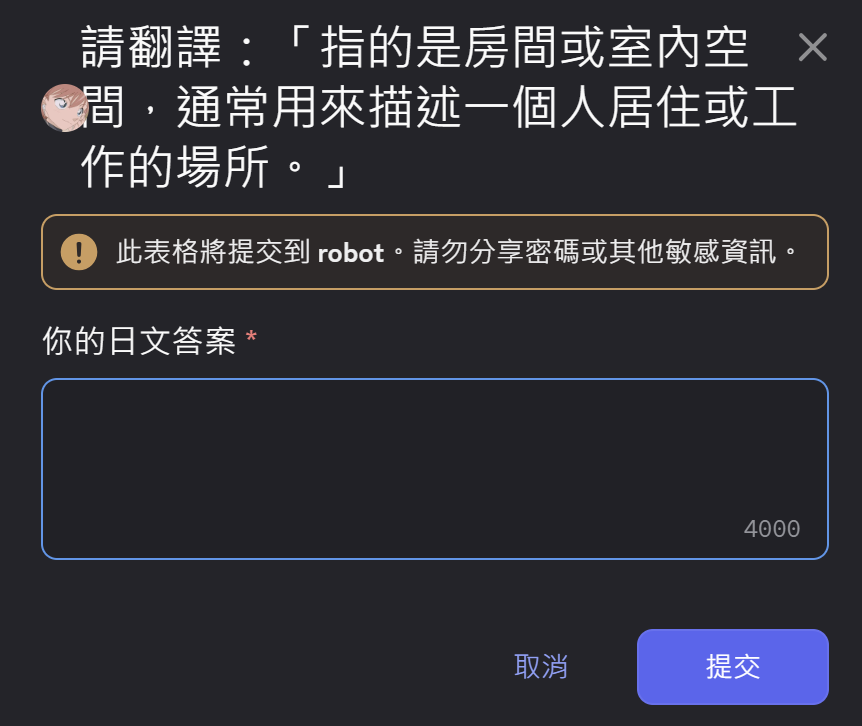 請翻譯：「指的是房間或室內空
間，通常用來描述一個人居住或工
作的場所。」
此表格將提交到 robot。請勿分享密碼或其他敏感資訊。
你的日文答案 *
4000
取消
提交